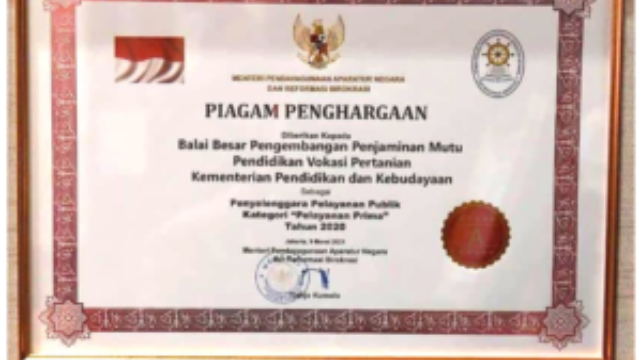 MENTERI PENDAYAGUNAAN APARATUR NEGARA
DAN REFORMASI BIROKRASI
PIAGAM PENGHARGAAN
Diberikan Kepada
Balai Besar Pengembangan Penjaminan Mutu
Pendidikan Vokasi Pertanian
Kementerian Pendidikan dan Kebudayaan
Sebagai
Penyelenggara Pelayanan Publik
Kategori "Pelayanan Prima"
Tahun 2020
Jakarta, Maret 2020
Menteri Pendayagunaan Aparatur Negara
dan Reformasi Birokrasi
Tjahjo Kumolo